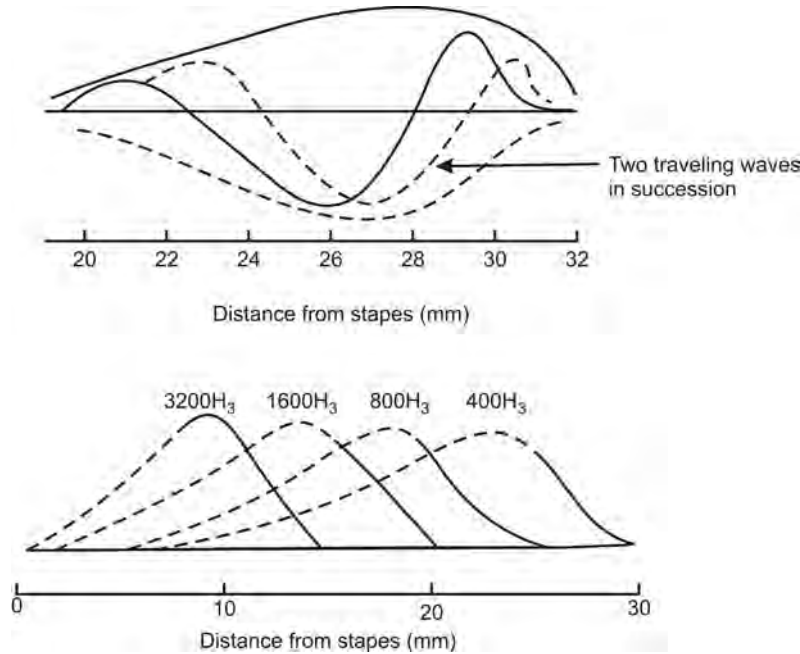 Two traveling waves
in succession
20 22 24 26 28 30 32
Distance from stapes (mm)
3200H₃ 1600H₃ 800H₃ 400H₃
0 10 20 30
Distance from stapes (mm)